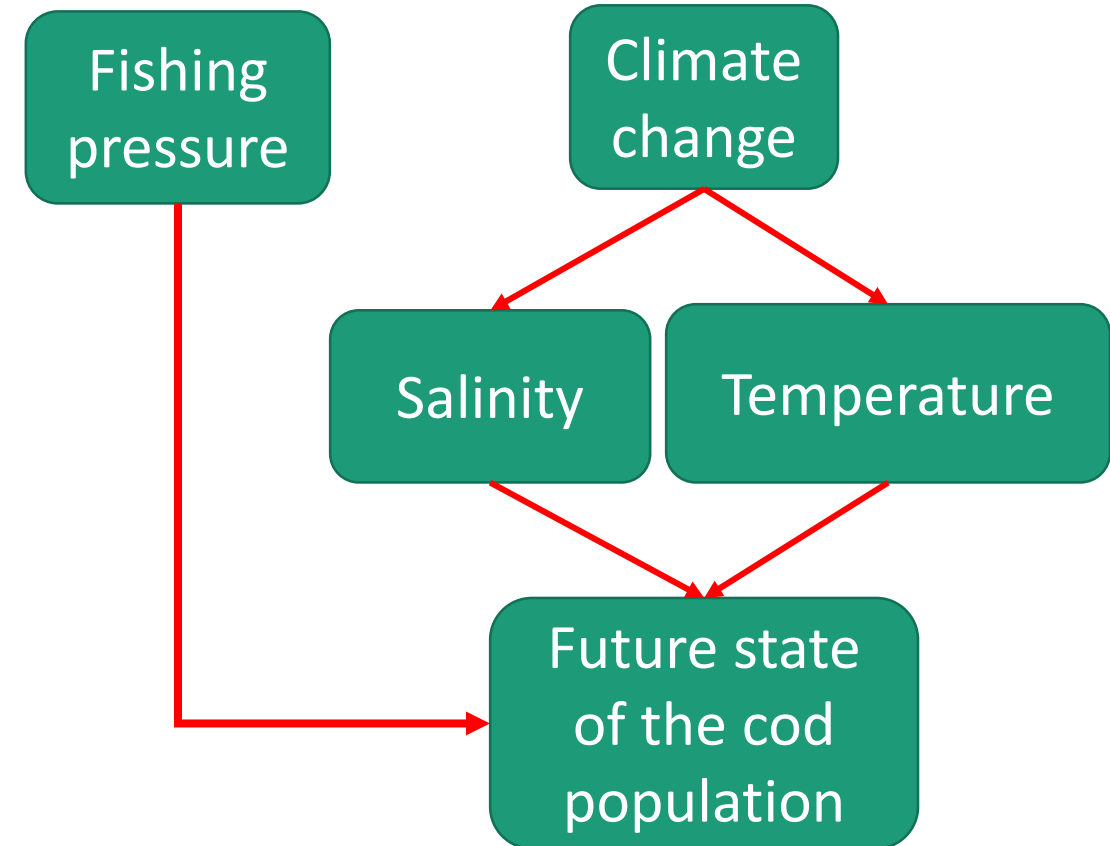 Fishing
pressure
Climate
change
Salinity
Temperature
Future state
of the cod
population